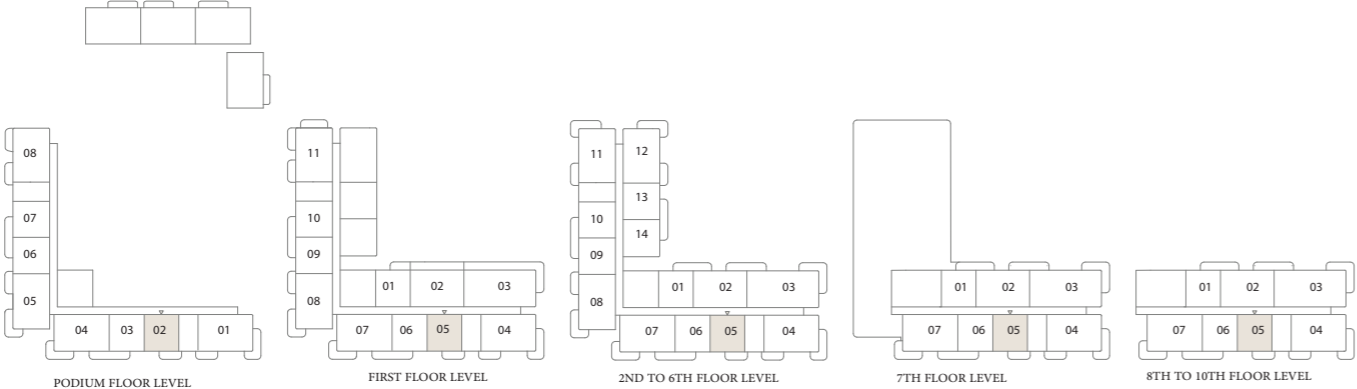 08
07
06
05
04 03 02 01
PODIUM FLOOR LEVEL
11
10
09
08
01 02 03
07 06 05 04
FIRST FLOOR LEVEL
11 12
13
10 14
09
08
01 02 03
07 06 05 04
2ND TO 6TH FLOOR LEVEL
01 02 03
07 06 05 04
7TH FLOOR LEVEL
01 02 03
07 06 05 04
8TH TO 10TH FLOOR LEVEL